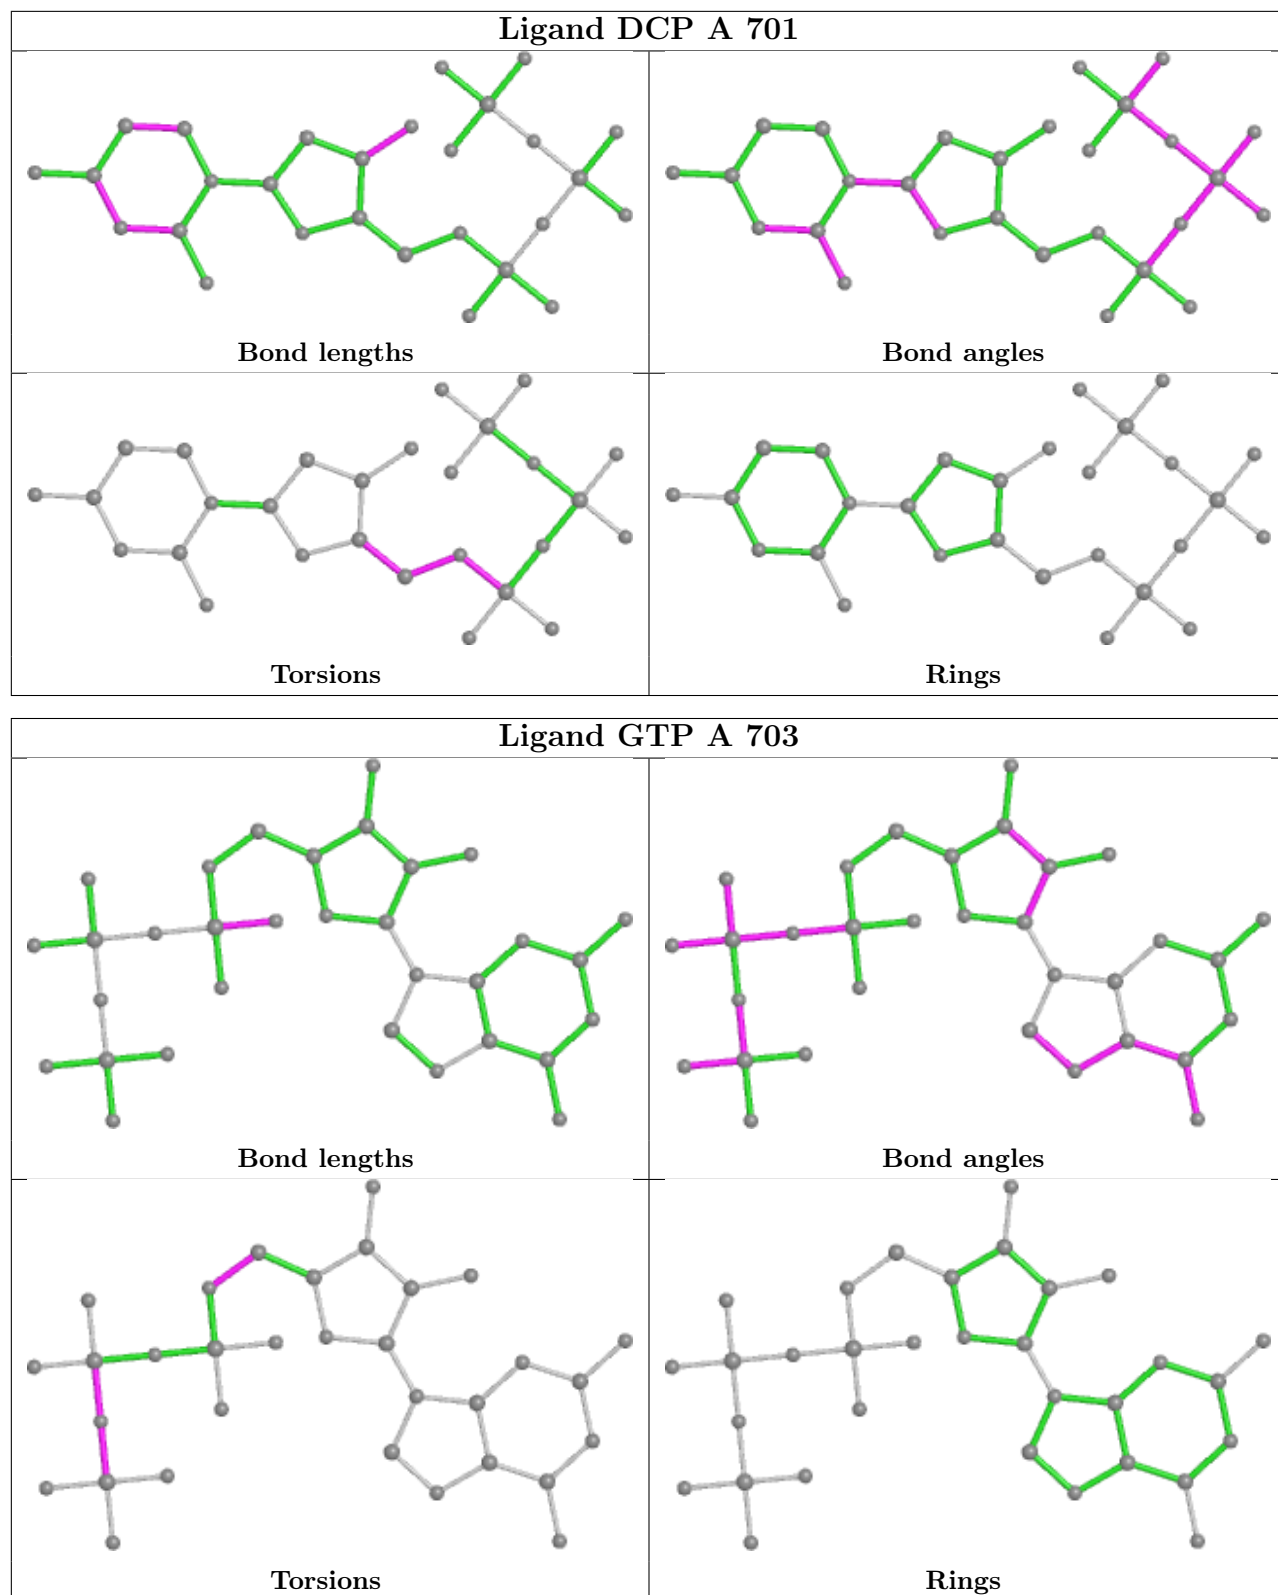 Ligand DCP A 701
Bond lengths
Bond angles
Torsions
Rings
Ligand GTP A 703
Bond lengths
Bond angles
Torsions
Rings